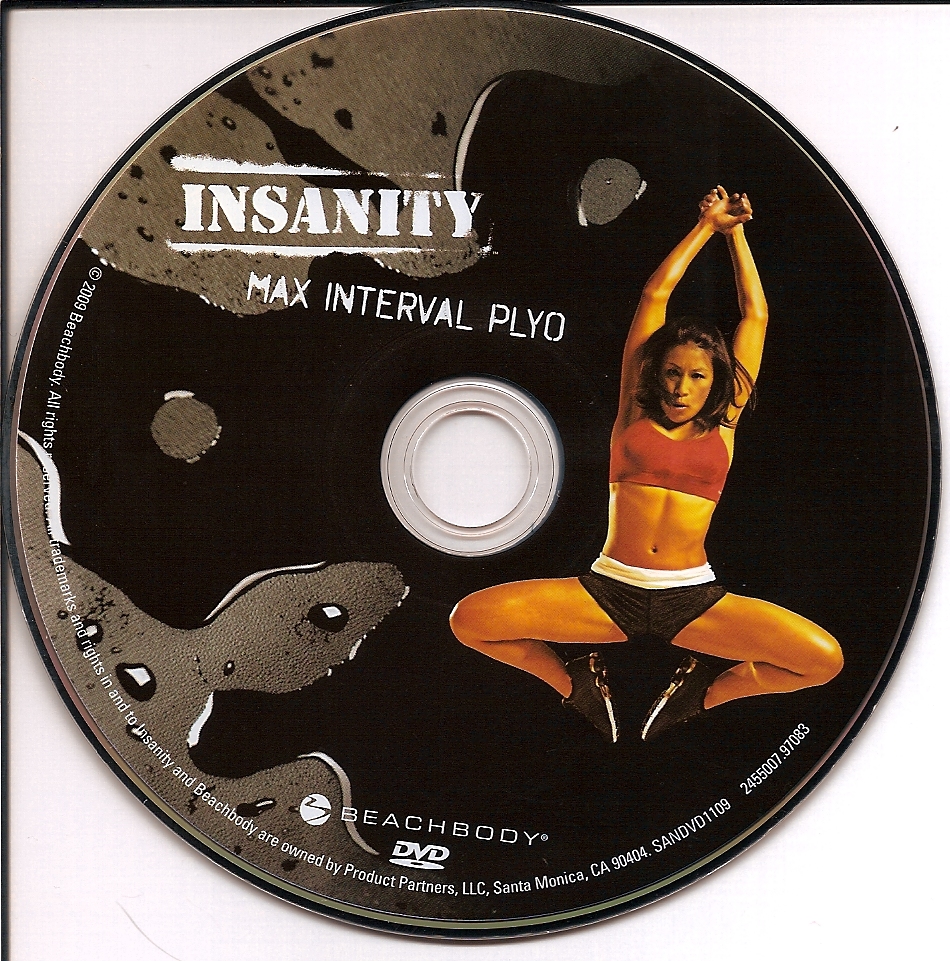 INSANITY™
MAX INTERVAL PLYO
BEACHBODY®
DVD
© 2009 Beachbody. All rights reserved. All trademarks and rights in and to Insanity and Beachbody are owned by Product Partners, LLC, Santa Monica, CA 90404. SANDVD1109 2455007.97083